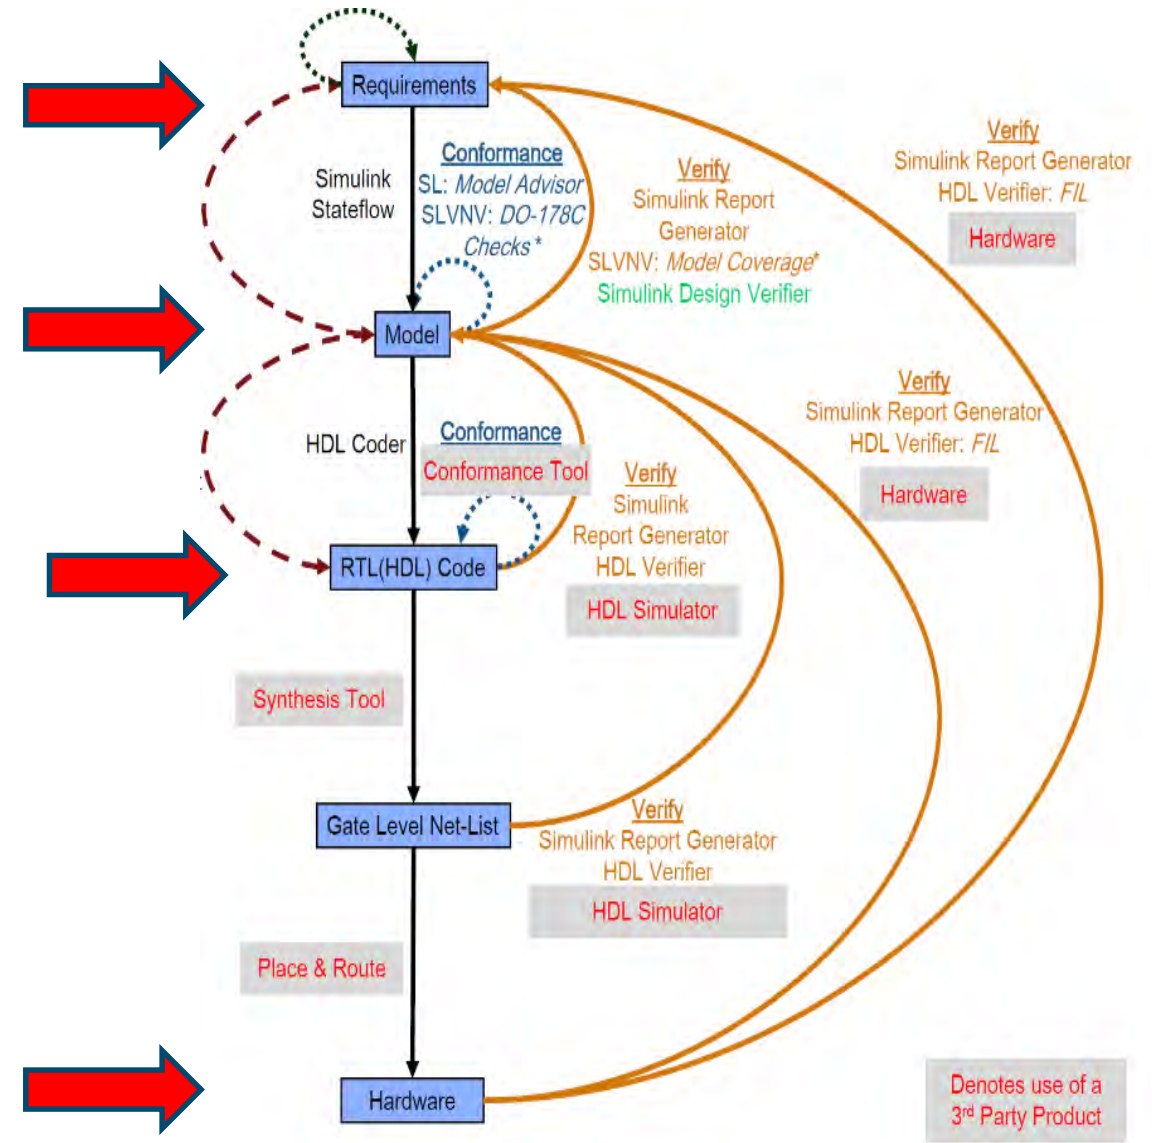 Requirements
Simulink
Stateflow
Conformance
SL: Model Advisor
SLVNV: DO-178C
Checks *
Verify
Simulink Report
Generator
SLVNV: Model Coverage*
Simulink Design Verifier
Verify
Simulink Report Generator
HDL Verifier: FIL
Hardware
Model
HDL Coder
Conformance
Conformance Tool
Verify
Simulink
Report Generator
HDL Verifier
HDL Simulator
Verify
Simulink Report Generator
HDL Verifier: FIL
Hardware
RTL(HDL) Code
Synthesis Tool
Gate Level Net-List
Verify
Simulink Report Generator
HDL Verifier
HDL Simulator
Place & Route
Hardware
Denotes use of a
3rd Party Product